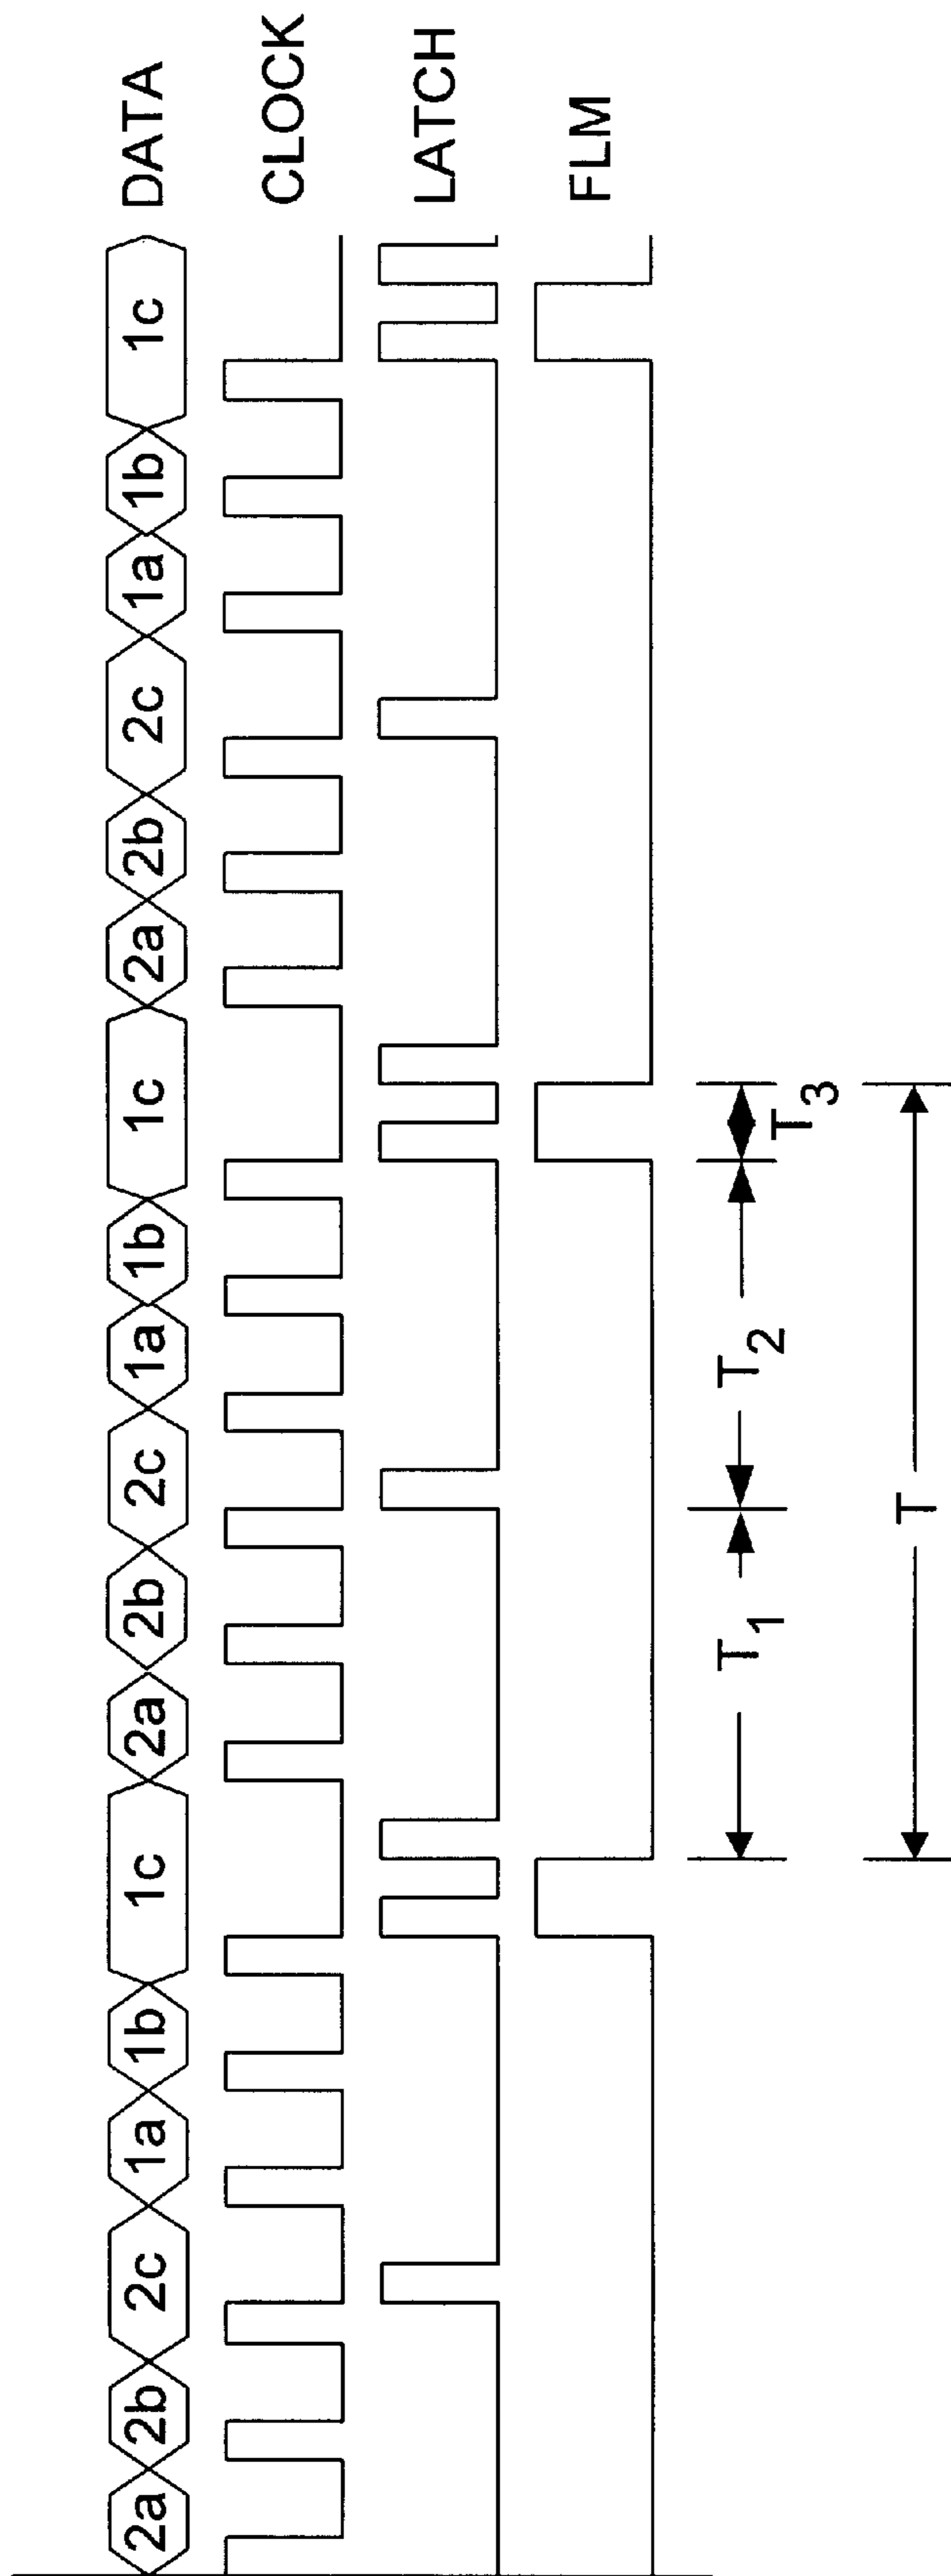 2a 2b 2c 1a 1b 1c 2a 2b 2c 1a 1b 1c 2a 2b 2c 1a 1b 1c DATA
CLOCK
LATCH
FLM
T₁ T₂ T₃
T